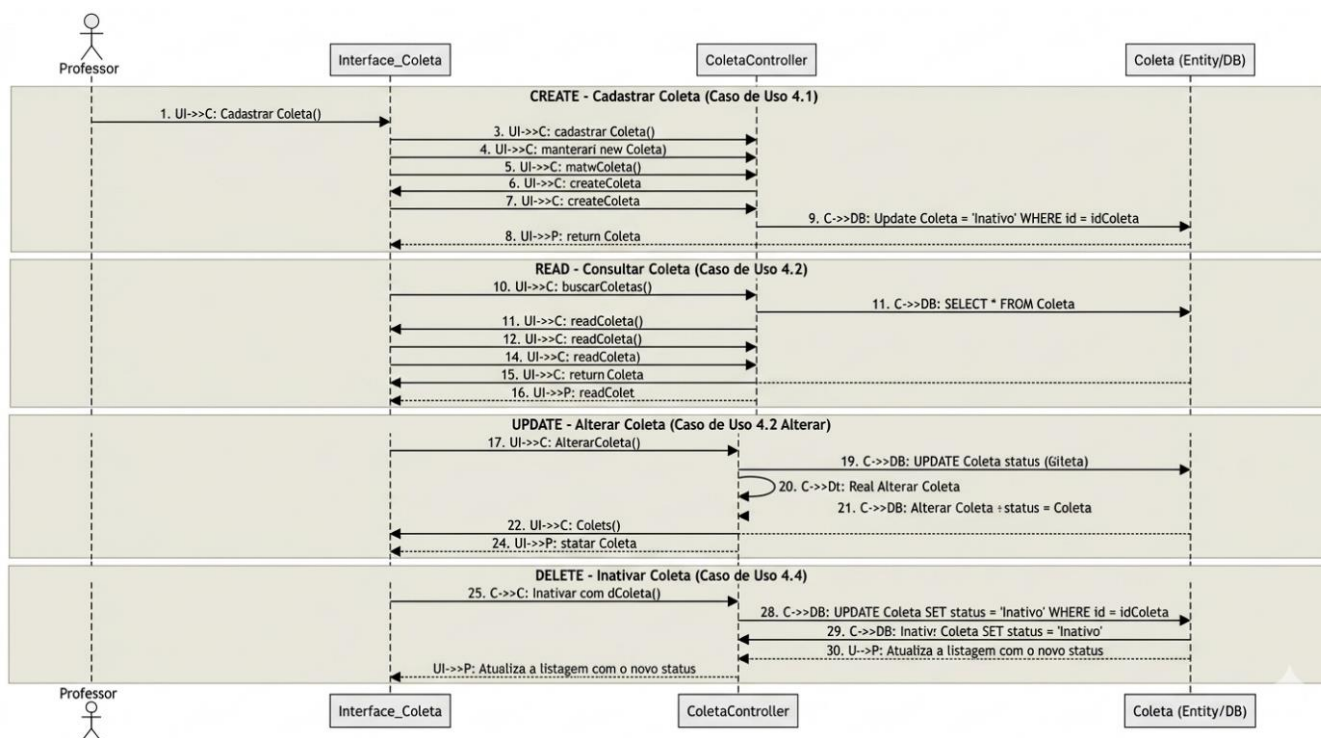 Professor
Interface_Coleta
ColetaController
Coleta (Entity/DB)
CREATE - Cadastrar Coleta (Caso de Uso 4.1)
1. UI->>C: Cadastrar Coleta()
3. UI->>C: cadastrar Coleta()
4. UI->>C: manterari new Coleta)
5. UI->>C: matwColeta()
6. UI->>C: createColeta
7. UI->>C: createColeta
9. C->>DB: Update Coleta = 'Inativo' WHERE id = idColeta
8. UI->>P: return Coleta
READ - Consultar Coleta (Caso de Uso 4.2)
10. UI->>C: buscarColetas()
11. C->>DB: SELECT * FROM Coleta
11. UI->>C: readColeta()
12. UI->>C: readColeta()
14. UI->>C: readColeta)
15. UI->>C: return Coleta
16. UI->>P: readColet
UPDATE - Alterar Coleta (Caso de Uso 4.2 Alterar)
17. UI->>C: AlterarColeta()
19. C->>DB: UPDATE Coleta status (Giteta)
20. C->>Dt: Real Alterar Coleta
21. C->>DB: Alterar Coleta ÷status = Coleta
22. UI->>C: Colets()
24. UI->>P: statar Coleta
DELETE - Inativar Coleta (Caso de Uso 4.4)
25. C->>C: Inativar com dColeta()
28. C->>DB: UPDATE Coleta SET status = 'Inativo' WHERE id = idColeta
29. C->>DB: Inativ: Coleta SET status = 'Inativo'
30. U-->P: Atualiza a listagem com o novo status
UI->>P: Atualiza a listagem com o novo status
Professor
Interface_Coleta
ColetaController
Coleta (Entity/DB)